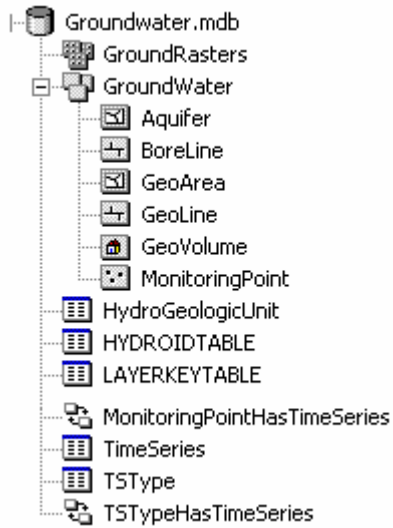 Groundwater.mdb
GroundRasters
GroundWater
Aquifer
BoreLine
GeoArea
GeoLine
GeoVolume
MonitoringPoint
HydroGeologicUnit
HYDROIDTABLE
LAYERKEYTABLE
MonitoringPointHasTimeSeries
TimeSeries
TSType
TSTypeHasTimeSeries